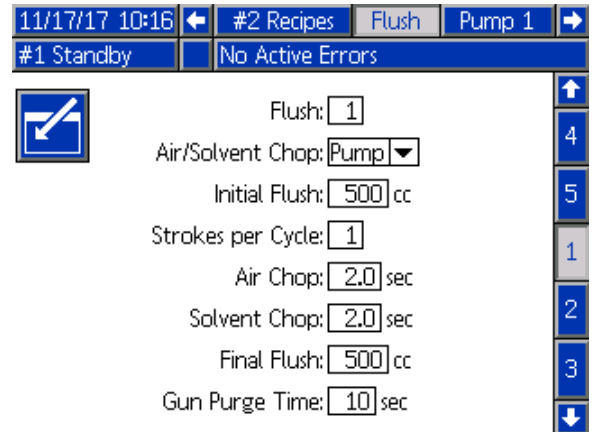 11/17/17 10:16 #2 Recipes Flush Pump 1
#1 Standby No Active Errors
Flush: 1
Air/Solvent Chop: Pump
Initial Flush: 500 cc
Strokes per Cycle: 1
Air Chop: 2.0 sec
Solvent Chop: 2.0 sec
Final Flush: 500 cc
Gun Purge Time: 10 sec
4
5
1
2
3